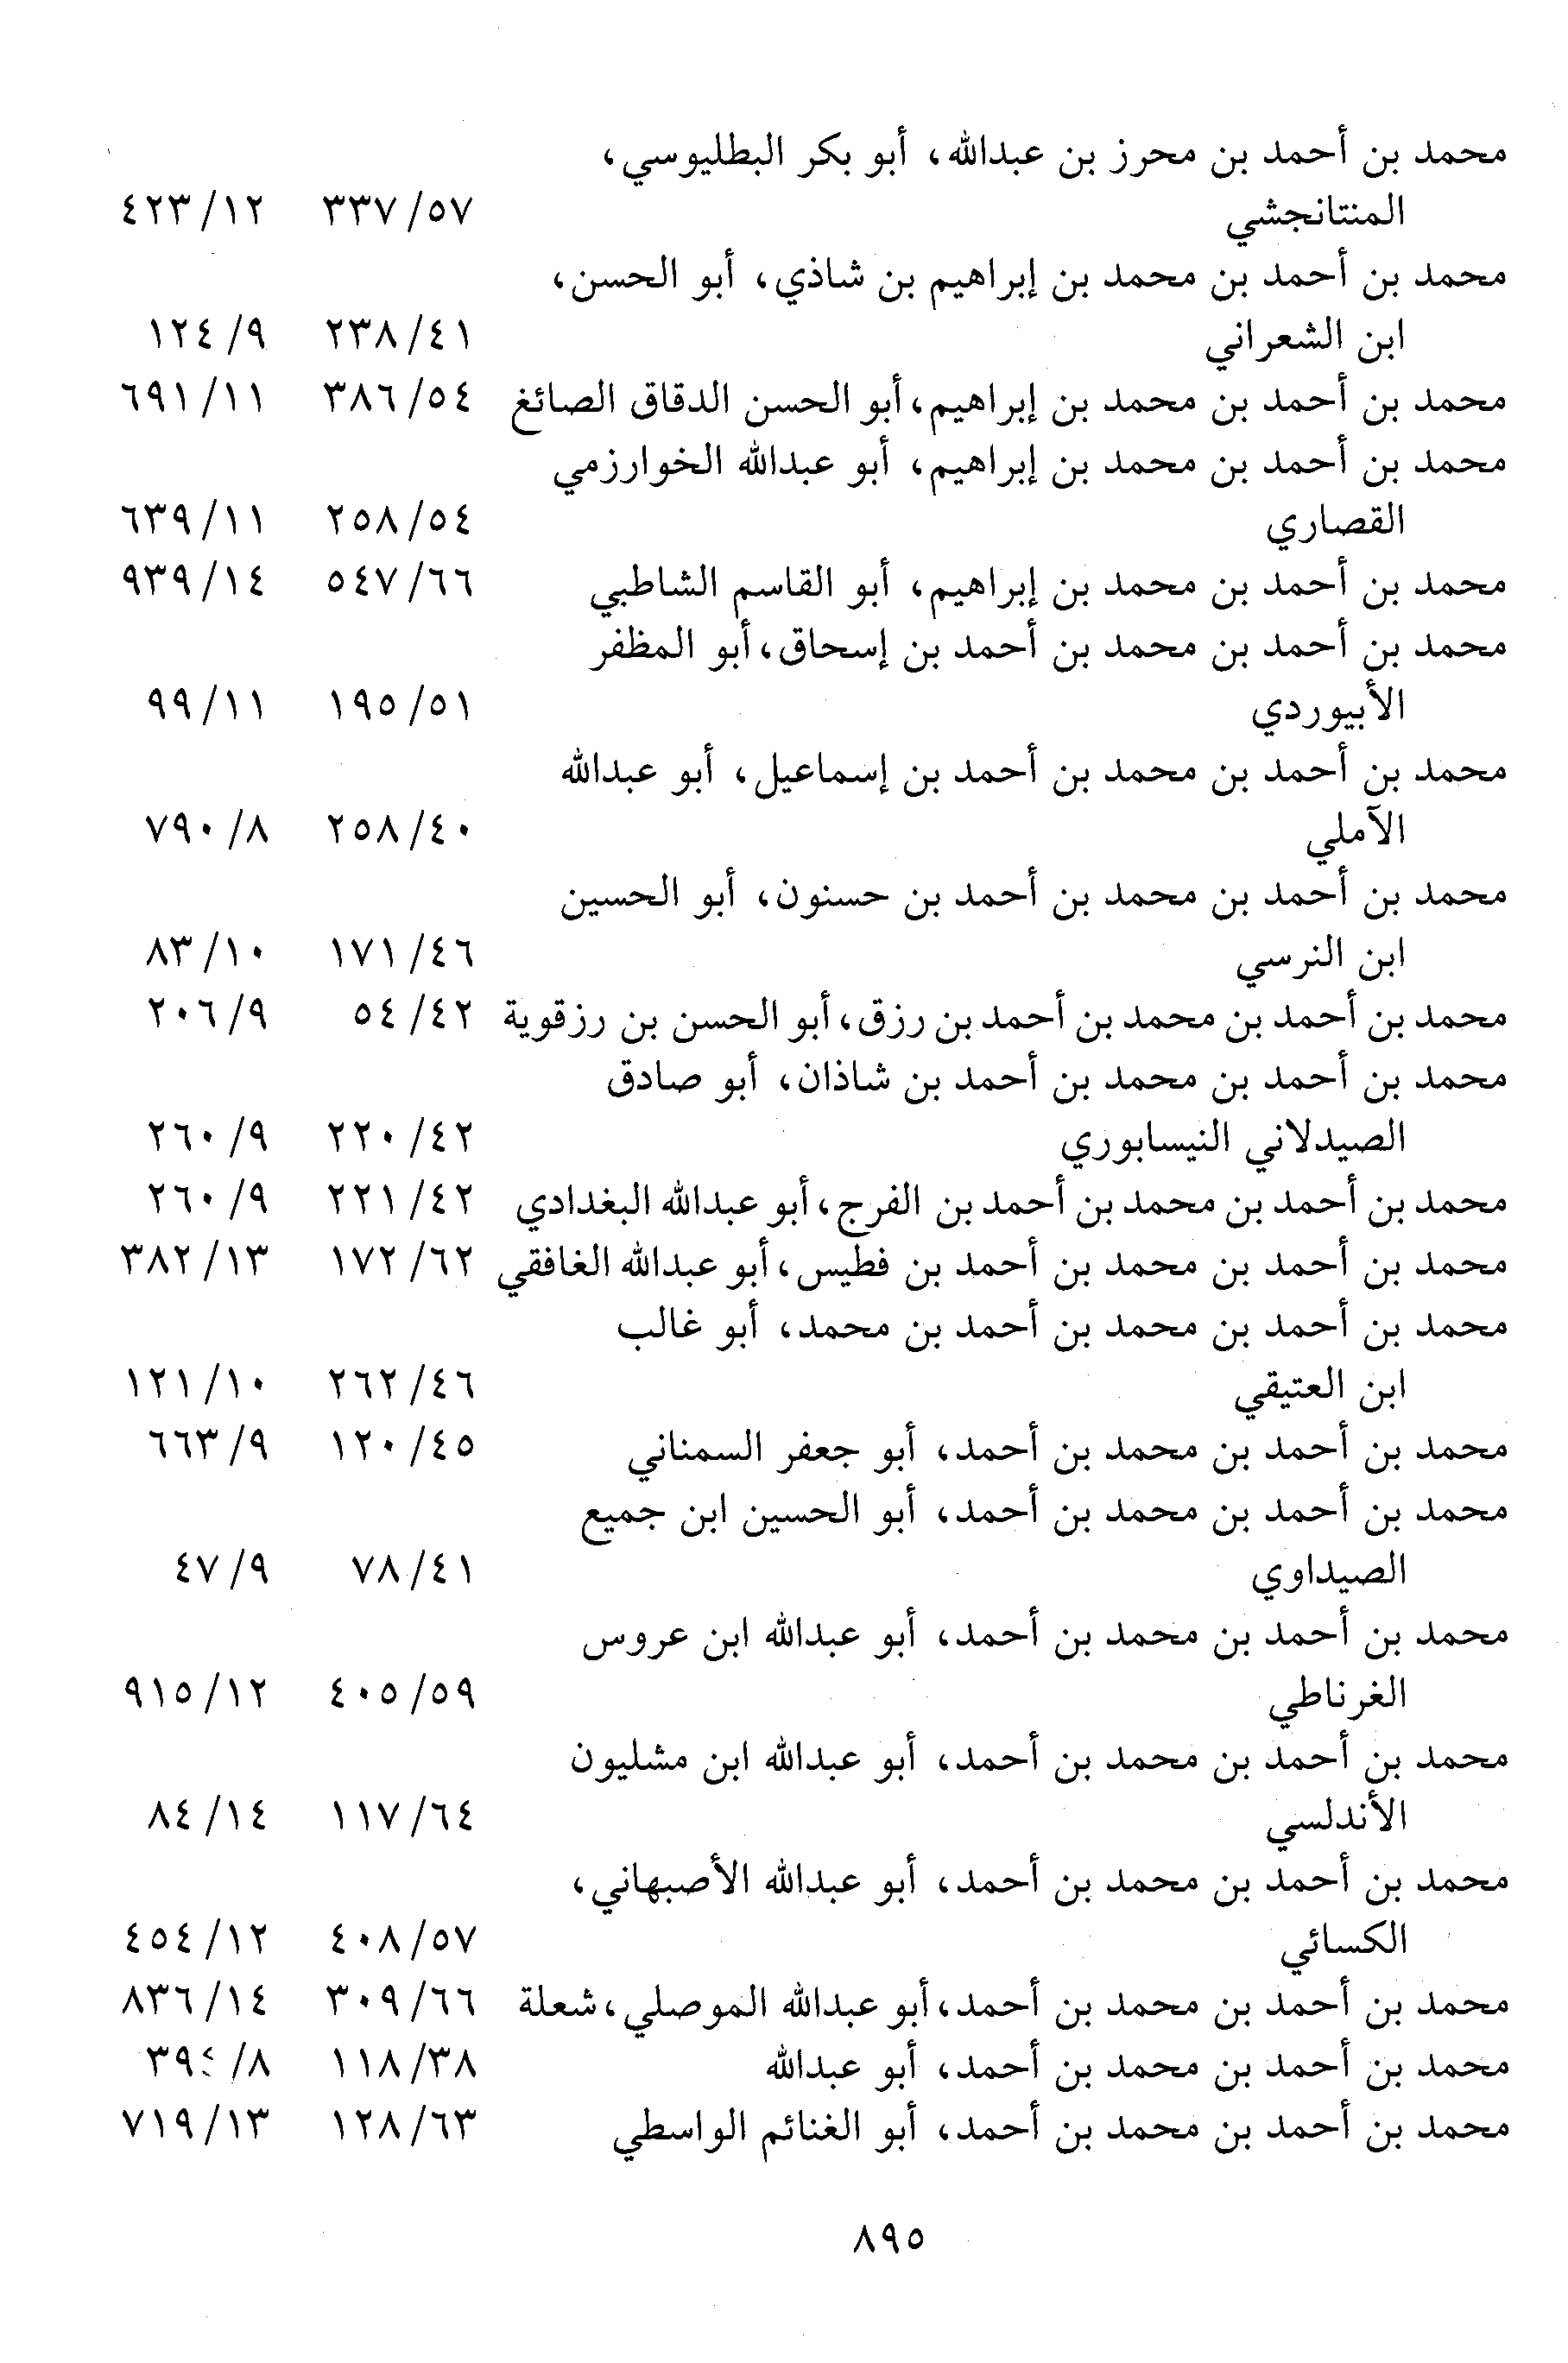 محمد بن أحمد بن محرز بن عبدالله، أبو بكر البطليوسي،
المنتانجشي ٥٧/ ٣٣٧ ١٢/ ٤٢٣
محمد بن أحمد بن محمد بن إبراهيم بن شاذي، أبو الحسن،
ابن الشعراني ٤١/ ٢٣٨ ٩/ ١٢٤
محمد بن أحمد بن محمد بن إبراهيم، أبو الحسن الدقاق الصائغ ٥٤/ ٣٨٦ ١١/ ٦٩١
محمد بن أحمد بن محمد بن إبراهيم، أبو عبدالله الخوارزمي
القصاري ٥٤/ ٢٥٨ ١١/ ٦٣٩
محمد بن أحمد بن محمد بن إبراهيم، أبو القاسم الشاطبي ٦٦/ ٥٤٧ ١٤/ ٩٣٩
محمد بن أحمد بن محمد بن أحمد بن إسحاق، أبو المظفر
الأبيوردي ٥١/ ١٩٥ ١١/ ٩٩
محمد بن أحمد بن محمد بن أحمد بن إسماعيل، أبو عبدالله
الآملي ٤٠/ ٢٥٨ ٨/ ٧٩٠
محمد بن أحمد بن محمد بن أحمد بن حسنون، أبو الحسين
ابن النرسي ٤٦/ ١٧١ ١٠/ ٨٣
محمد بن أحمد بن محمد بن أحمد بن رزق، أبو الحسن بن رزقوية ٤٢/ ٥٤ ٩/ ٢٠٦
محمد بن أحمد بن محمد بن أحمد بن شاذان، أبو صادق
الصيدلاني النيسابوري ٤٢/ ٢٢٠ ٩/ ٢٦٠
محمد بن أحمد بن محمد بن أحمد بن الفرج، أبو عبدالله البغدادي ٤٢/ ٢٢١ ٩/ ٢٦٠
محمد بن أحمد بن محمد بن أحمد بن فطيس، أبو عبدالله الغافقي ٦٢/ ١٧٢ ١٣/ ٣٨٢
محمد بن أحمد بن محمد بن أحمد بن محمد، أبو غالب
ابن العتيقي ٤٦/ ٢٦٢ ١٠/ ١٢١
محمد بن أحمد بن محمد بن أحمد، أبو جعفر السمناني ٤٥/ ١٢٠ ٩/ ٦٦٣
محمد بن أحمد بن محمد بن أحمد، أبو الحسين ابن جميع
الصيداوي ٤١/ ٧٨ ٩/ ٤٧
محمد بن أحمد بن محمد بن أحمد، أبو عبدالله ابن عروس
الغرناطي ٥٩/ ٤٠٥ ١٢/ ٩١٥
محمد بن أحمد بن محمد بن أحمد، أبو عبدالله ابن مشليون
الأندلسي ٦٤/ ١١٧ ١٤/ ٨٤
محمد بن أحمد بن محمد بن أحمد، أبو عبدالله الأصبهاني،
الكسائي ٥٧/ ٤٠٨ ١٢/ ٤٥٤
محمد بن أحمد بن محمد بن أحمد، أبو عبدالله الموصلي، شعلة ٦٦/ ٣٠٩ ١٤/ ٨٣٦
محمد بن أحمد بن محمد بن أحمد، أبو عبدالله ٣٨/ ١١٨ ٨/ ٣٩٤
محمد بن أحمد بن محمد بن أحمد، أبو الغنائم الواسطي ٦٣/ ١٢٨ ١٣/ ٧١٩
٨٩٥